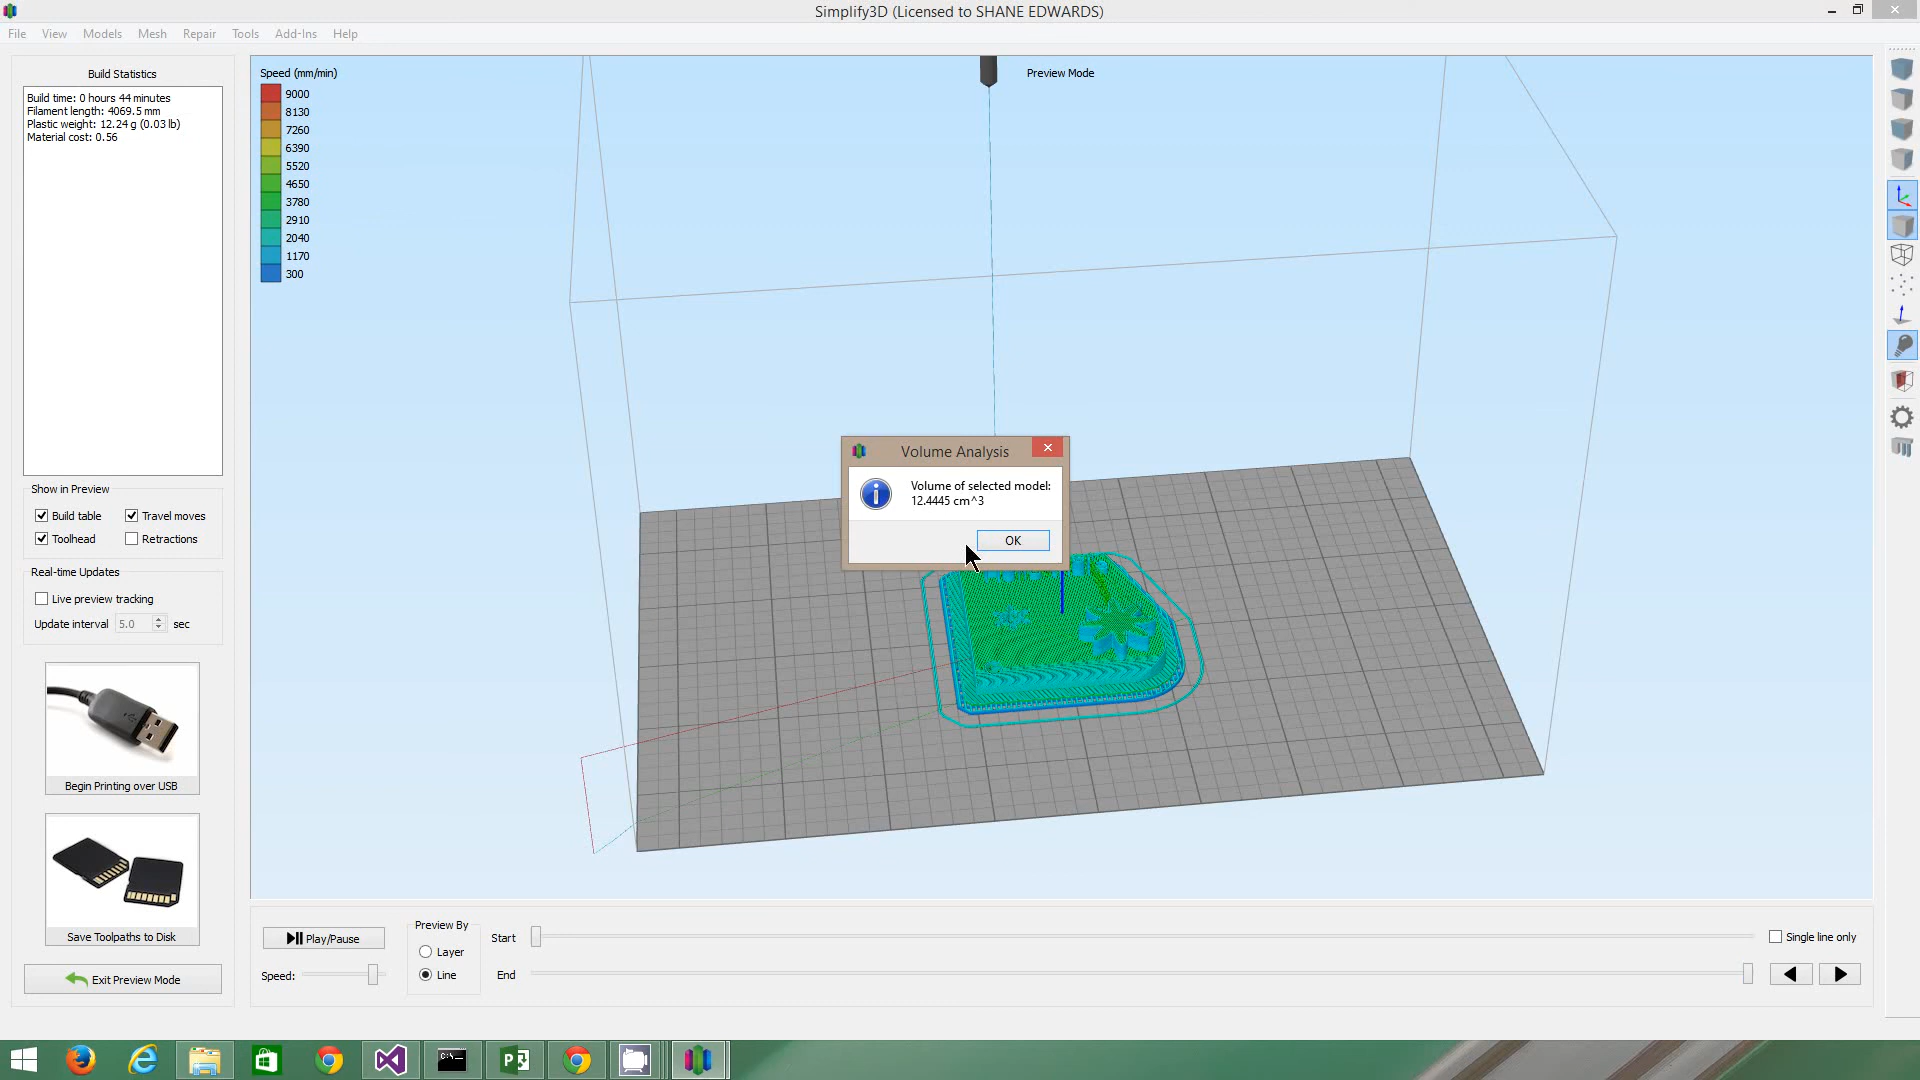 Simplify3D (Licensed to SHANE EDWARDS)
File View Models Mesh Repair Tools Add-Ins Help
Build Statistics
Build time: 0 hours 44 minutes
Filament length: 4069.5 mm
Plastic weight: 12.24 g (0.03 lb)
Material cost: 0.56
Show in Preview
Build table
Travel moves
Toolhead
Retractions
Real-time Updates
Live preview tracking
Update interval 5.0 sec
Begin Printing over USB
Save Toolpaths to Disk
Exit Preview Mode
Speed (mm/min)
9000
8130
7260
6390
5520
4650
3780
2910
2040
1170
300
Preview Mode
Volume Analysis
Volume of selected model:
12.4445 cm^3
OK
Play/Pause
Speed:
Preview By
Layer
Line
Start
End
Single line only